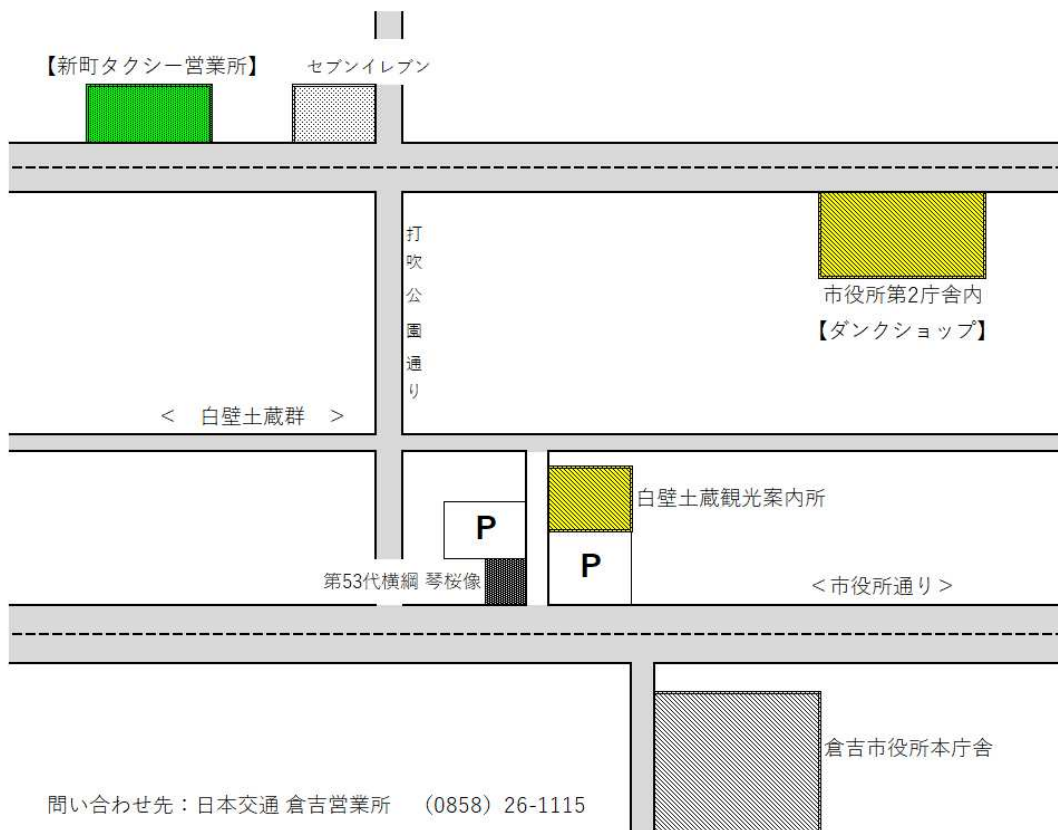 【新町タクシー営業所】
セブンイレブン
打吹公園通り
市役所第2庁舎内
【ダンクショップ】
＜　白壁土蔵群　＞
白壁土蔵観光案内所
P
P
第53代横綱 琴桜像
＜市役所通り＞
倉吉市役所本庁舎
問い合わせ先：日本交通 倉吉営業所　（0858）26-1115